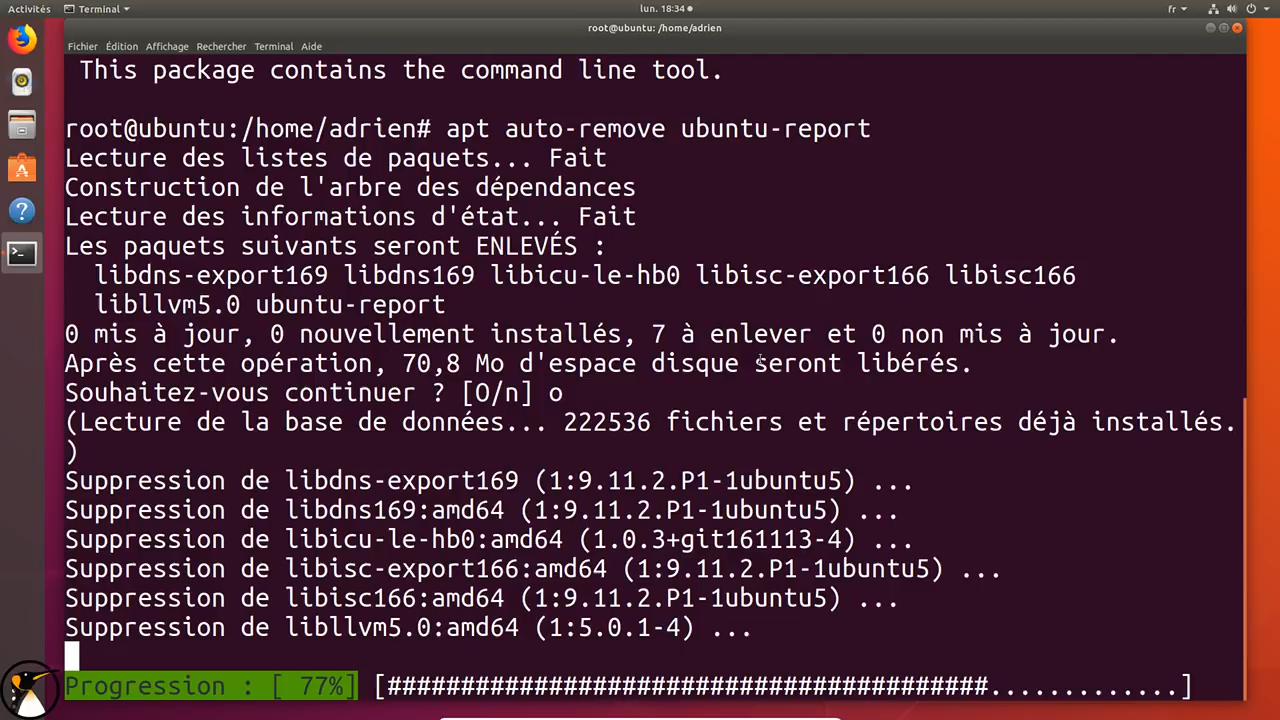 Activités
Terminal
lun. 18:34
fr
root@ubuntu: /home/adrien
Fichier Édition Affichage Rechercher Terminal Aide
This package contains the command line tool.
root@ubuntu:/home/adrien# apt auto-remove ubuntu-report
Lecture des listes de paquets... Fait
Construction de l'arbre des dépendances
Lecture des informations d'état... Fait
Les paquets suivants seront ENLEVÉS :
libdns-export169 libdns169 libicu-le-hb0 libisc-export166 libisc166
libllvm5.0 ubuntu-report
0 mis à jour, 0 nouvellement installés, 7 à enlever et 0 non mis à jour.
Après cette opération, 70,8 Mo d'espace disque seront libérés.
Souhaitez-vous continuer ? [O/n] o
(Lecture de la base de données... 222536 fichiers et répertoires déjà installés.
)
Suppression de libdns-export169 (1:9.11.2.P1-1ubuntu5) ...
Suppression de libdns169:amd64 (1:9.11.2.P1-1ubuntu5) ...
Suppression de libicu-le-hb0:amd64 (1.0.3+git161113-4) ...
Suppression de libisc-export166:amd64 (1:9.11.2.P1-1ubuntu5) ...
Suppression de libisc166:amd64 (1:9.11.2.P1-1ubuntu5) ...
Suppression de libllvm5.0:amd64 (1:5.0.1-4) ...
Progression : [ 77%] [#########################################.............]